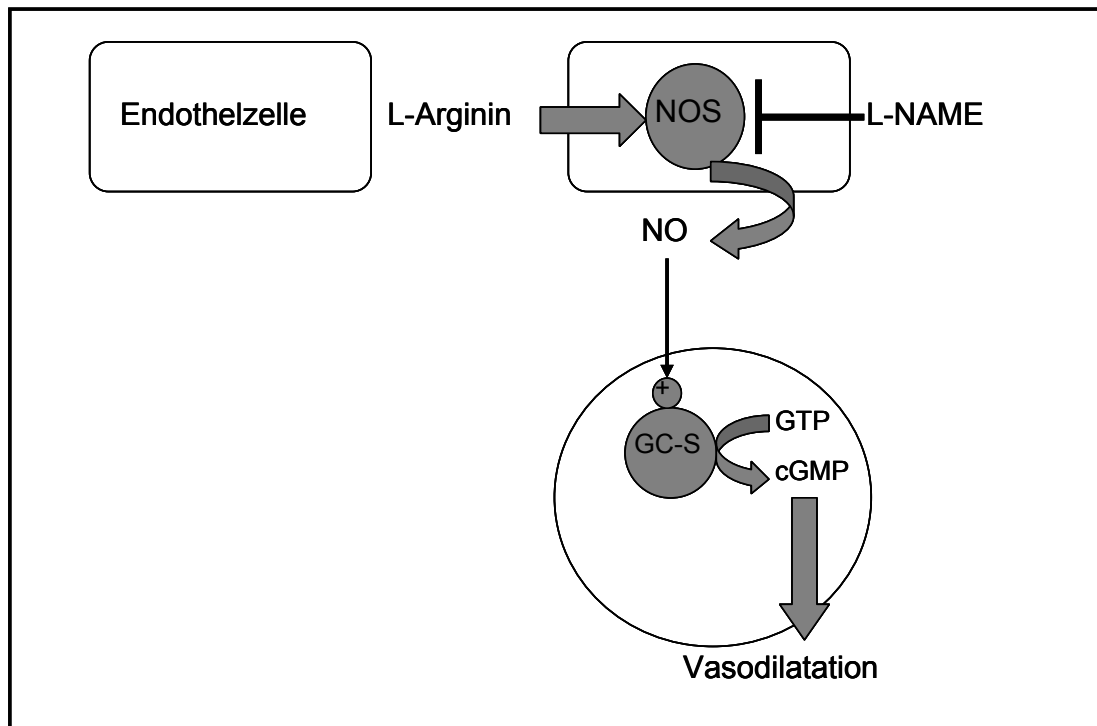 Endothelzelle
L-Arginin
NOS
L-NAME
NO
+
GC-S
GTP
cGMP
Vasodilatation